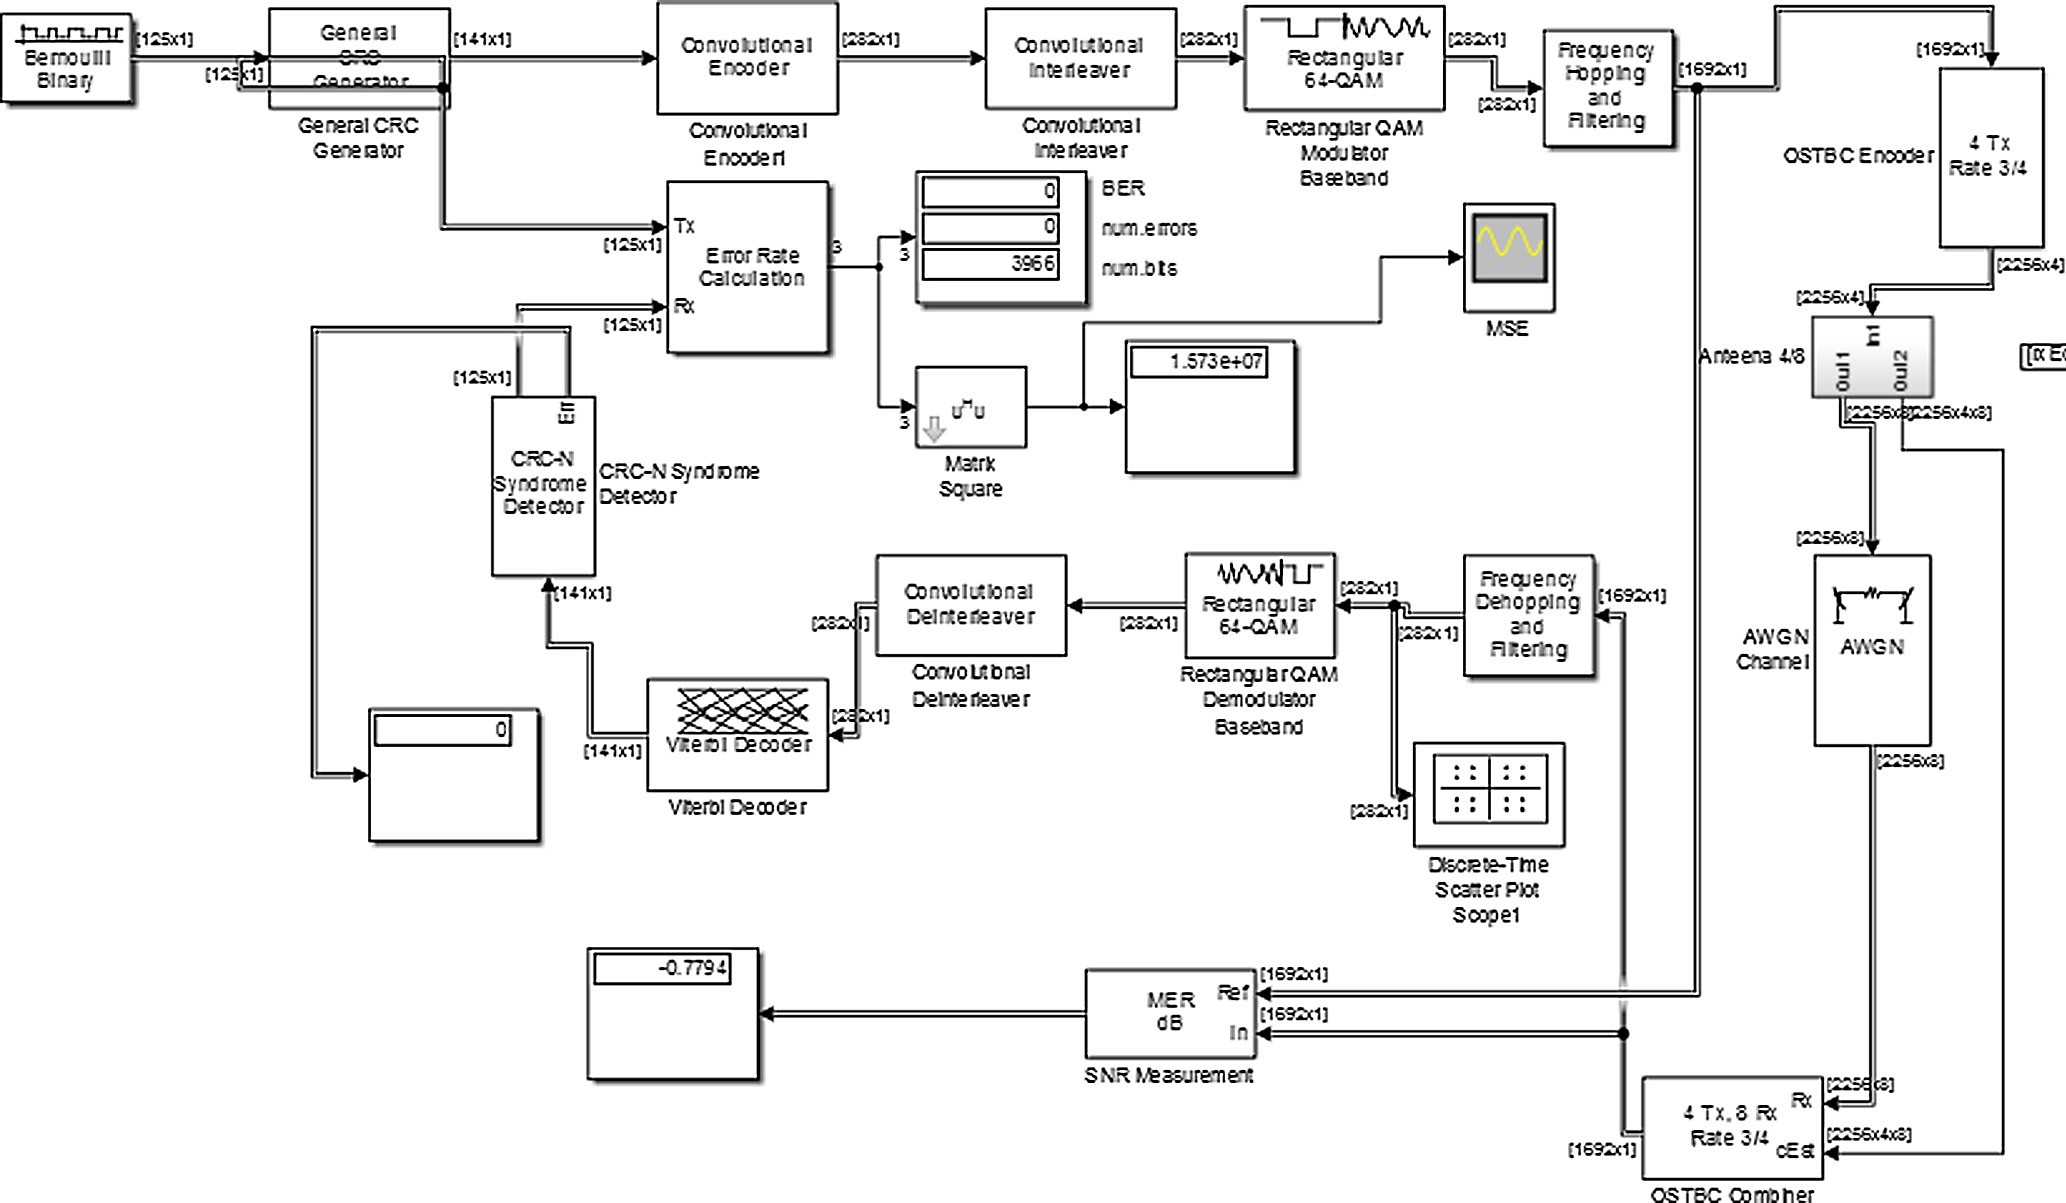 Bernoulli
Binary
[125x1]
[125x1]
General
CRC
Generator
General CRC
Generator
[141x1]
Convolutional
Encoder
Convolutional
Encoder1
[282x1]
Convolutional
Interleaver
Convolutional
Interleaver
[282x1]
Rectangular
64-QAM
Rectangular QAM
Modulator
Baseband
[282x1]
[282x1]
Frequency
Hopping
and
Filtering
[1692x1]
[1692x1]
4 Tx
Rate 3/4
OSTBC Encoder
[2256x4]
[2256x4]
In1
Out1
Out2
Anteena 4/8
[2256x8]
[2256x4x8]
[2256x8]
AWGN
AWGN
Channel
[2256x8]
Tx
[125x1]
Error Rate
Calculation
Rx
[125x1]
3
3
0
BER
0
num.errors
3966
num.bits
MSE
3
u^H u
Matrix
Square
1.573e+07
[125x1]
Err
CRC-N
Syndrome
Detector
CRC-N Syndrome
Detector
[141x1]
[141x1]
Viterbi Decoder
Viterbi Decoder
[282x1]
[282x1]
Convolutional
Deinterleaver
Convolutional
Deinterleaver
[282x1]
Rectangular
64-QAM
Rectangular QAM
Demodulator
Baseband
[282x1]
[282x1]
Frequency
Dehopping
and
Filtering
[1692x1]
[282x1]
Discrete-Time
Scatter Plot
Scope1
0
-0.7794
MER
dB
Ref
In
SNR Measurement
[1692x1]
[1692x1]
[1692x1]
4 Tx, 8 Rx
Rate 3/4
Rx
cEst
[2256x8]
[2256x4x8]
OSTBC Combiner